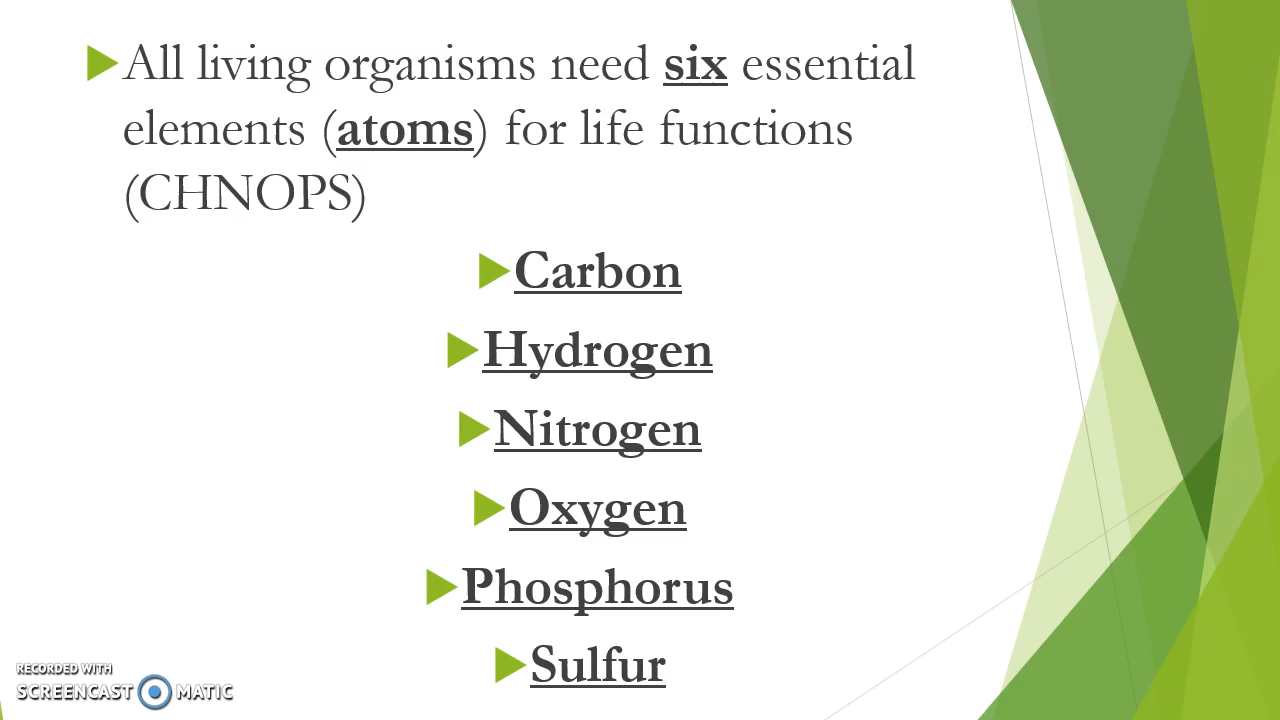 All living organisms need six essential
elements (atoms) for life functions
(CHNOPS)
Carbon
Hydrogen
Nitrogen
Oxygen
Phosphorus
Sulfur
RECORDED WITH
SCREENCAST MATIC